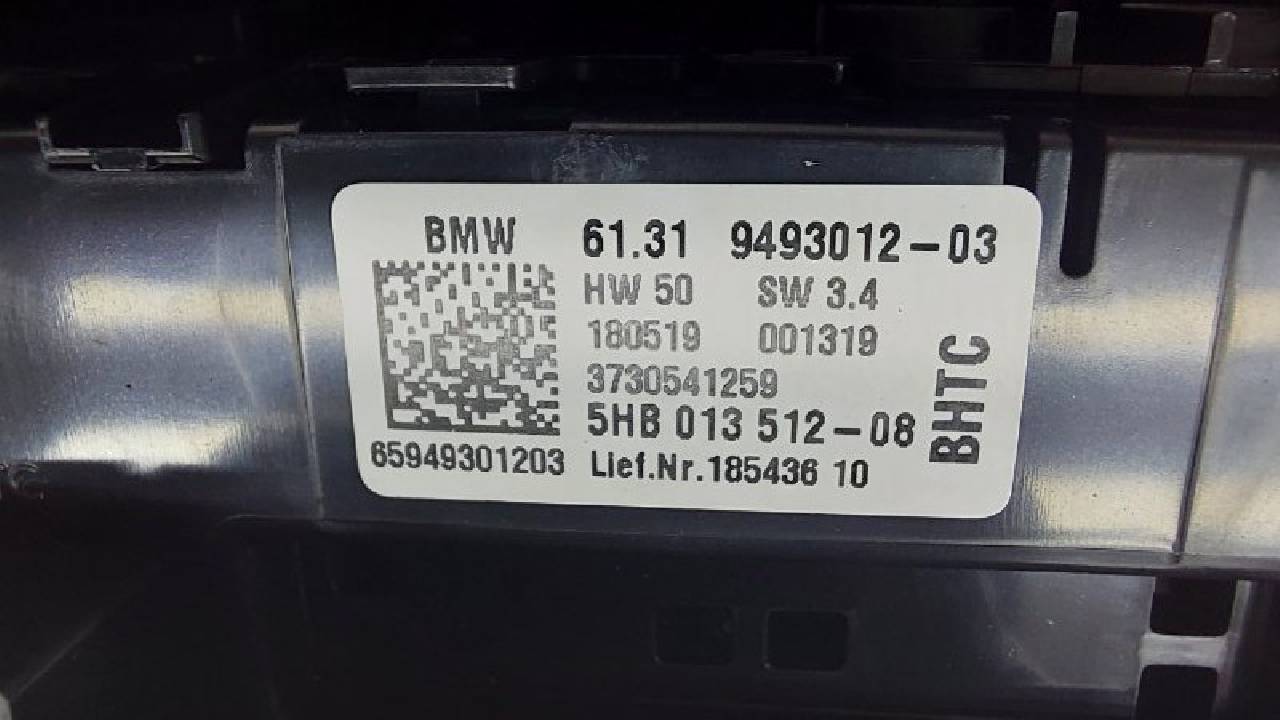 BMW 61.31 9493012-03
HW 50 SW 3.4
180519 001319
3730541259
5HB 013 512-08
65949301203 Lief.Nr.185436 10
BHTC